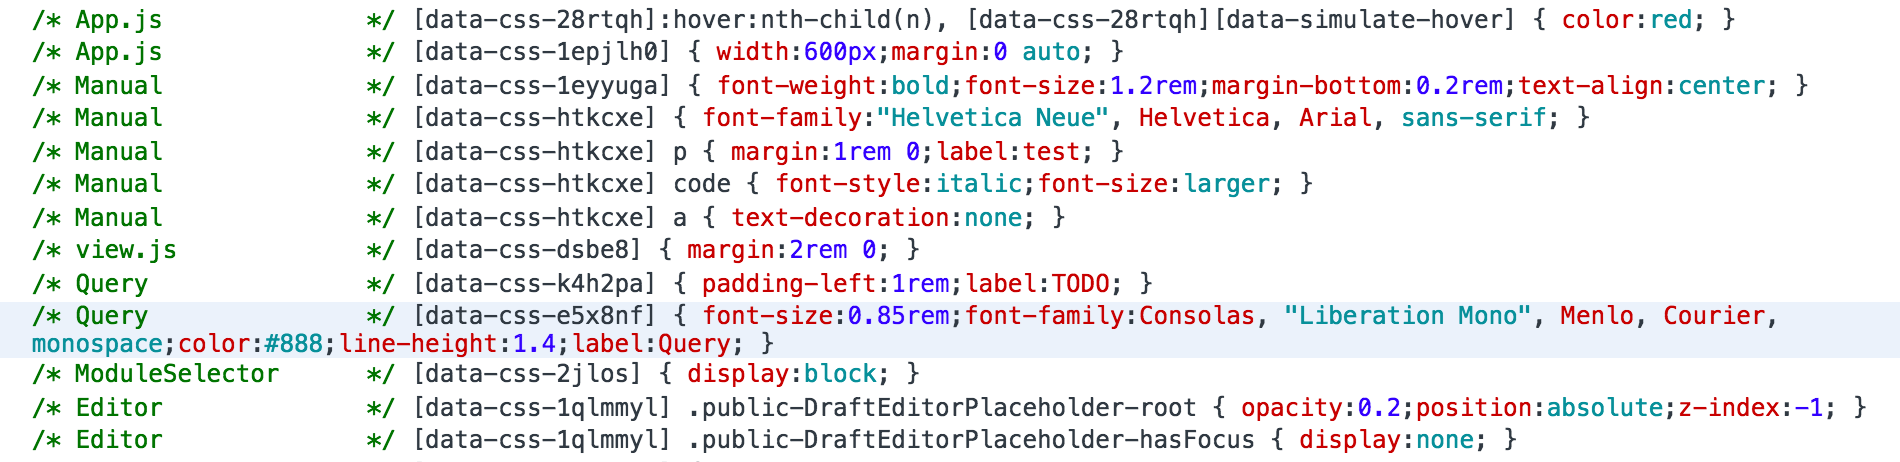 /* App.js              */ [data-css-28rtqh]:hover:nth-child(n), [data-css-28rtqh][data-simulate-hover] { color:red; }
/* App.js              */ [data-css-1epjlh0] { width:600px;margin:0 auto; }
/* Manual              */ [data-css-1eyyuga] { font-weight:bold;font-size:1.2rem;margin-bottom:0.2rem;text-align:center; }
/* Manual              */ [data-css-htkcxe] { font-family:"Helvetica Neue", Helvetica, Arial, sans-serif; }
/* Manual              */ [data-css-htkcxe] p { margin:1rem 0;label:test; }
/* Manual              */ [data-css-htkcxe] code { font-style:italic;font-size:larger; }
/* Manual              */ [data-css-htkcxe] a { text-decoration:none; }
/* view.js             */ [data-css-dsbe8] { margin:2rem 0; }
/* Query               */ [data-css-k4h2pa] { padding-left:1rem;label:TODO; }
/* Query               */ [data-css-e5x8nf] { font-size:0.85rem;font-family:Consolas, "Liberation Mono", Menlo, Courier,
monospace;color:#888;line-height:1.4;label:Query; }
/* ModuleSelector      */ [data-css-2jlos] { display:block; }
/* Editor              */ [data-css-1qlmmyl] .public-DraftEditorPlaceholder-root { opacity:0.2;position:absolute;z-index:-1; }
/* Editor              */ [data-css-1qlmmyl] .public-DraftEditorPlaceholder-hasFocus { display:none; }